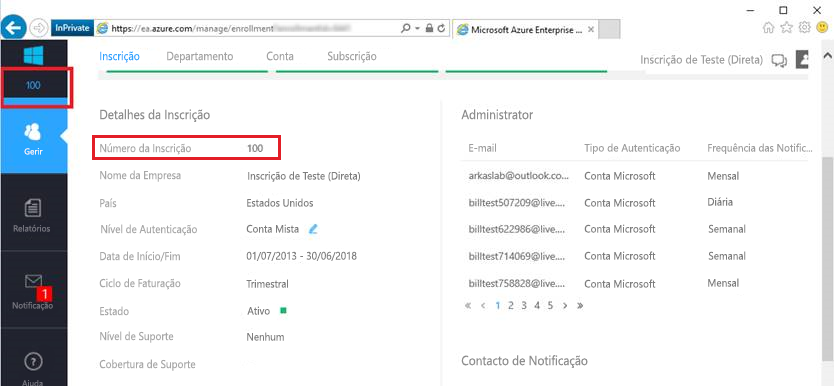 InPrivate https://ea.azure.com/manage/enrollment Microsoft Azure Enterprise ...
100
Gerir
Relatórios
1
Notificação
Ajuda
Inscrição Departamento Conta Subscrição Inscrição de Teste (Direta)
Detalhes da Inscrição
Número da Inscrição 100
Nome da Empresa Inscrição de Teste (Direta)
País Estados Unidos
Nível de Autenticação Conta Mista
Data de Início/Fim 01/07/2013 - 30/06/2018
Ciclo de Faturação Trimestral
Estado Ativo
Nível de Suporte Nenhum
Cobertura de Suporte
Administrator
E-mail Tipo de Autenticação Frequência das Notific...
arkaslab@outlook.co... Conta Microsoft Mensal
billtest507209@live.... Conta Microsoft Diária
billtest622986@live.... Conta Microsoft Semanal
billtest714069@live.... Conta Microsoft Semanal
billtest758828@live.... Conta Microsoft Mensal
« < 1 2 3 4 5 > »
Contacto de Notificação